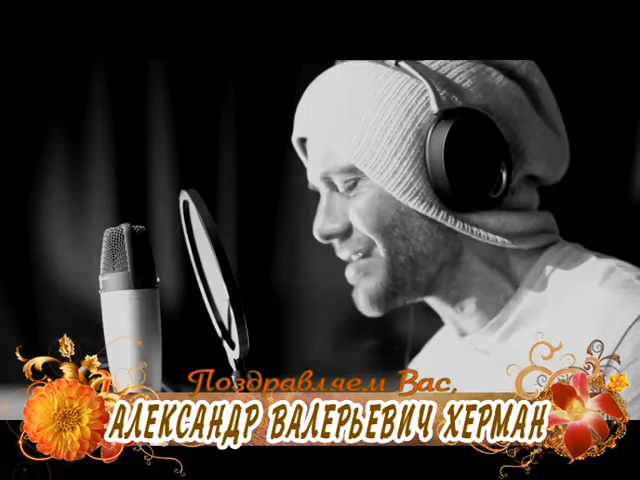 Поздравляем Вас,
АЛЕКСАНДР ВАЛЕРЬЕВИЧ ХЕРМАН